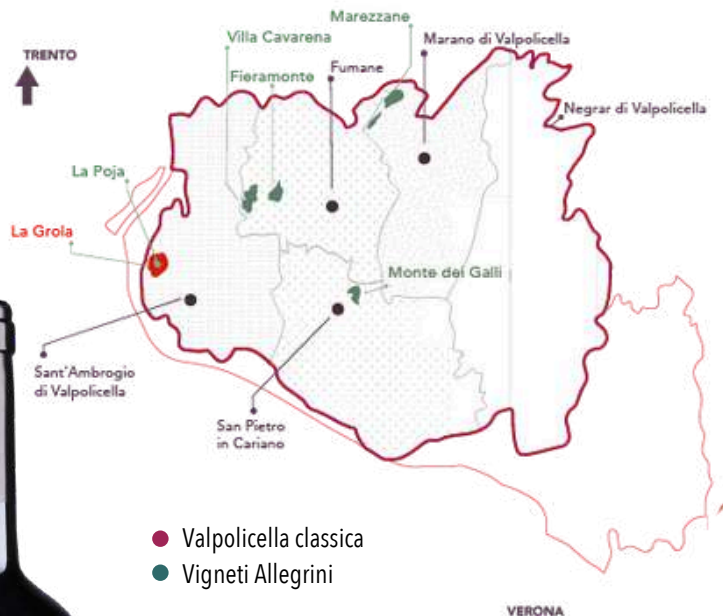 Marezzane
Villa Cavarena
Marano di Valpolicella
TRENTO
Fumane
Fieramonte
Negrar di Valpolicella
La Poja
La Grola
Monte dei Galli
Sant'Ambrogio
di Valpolicella
San Pietro
in Cariano
Valpolicella classica
Vigneti Allegrini
VERONA